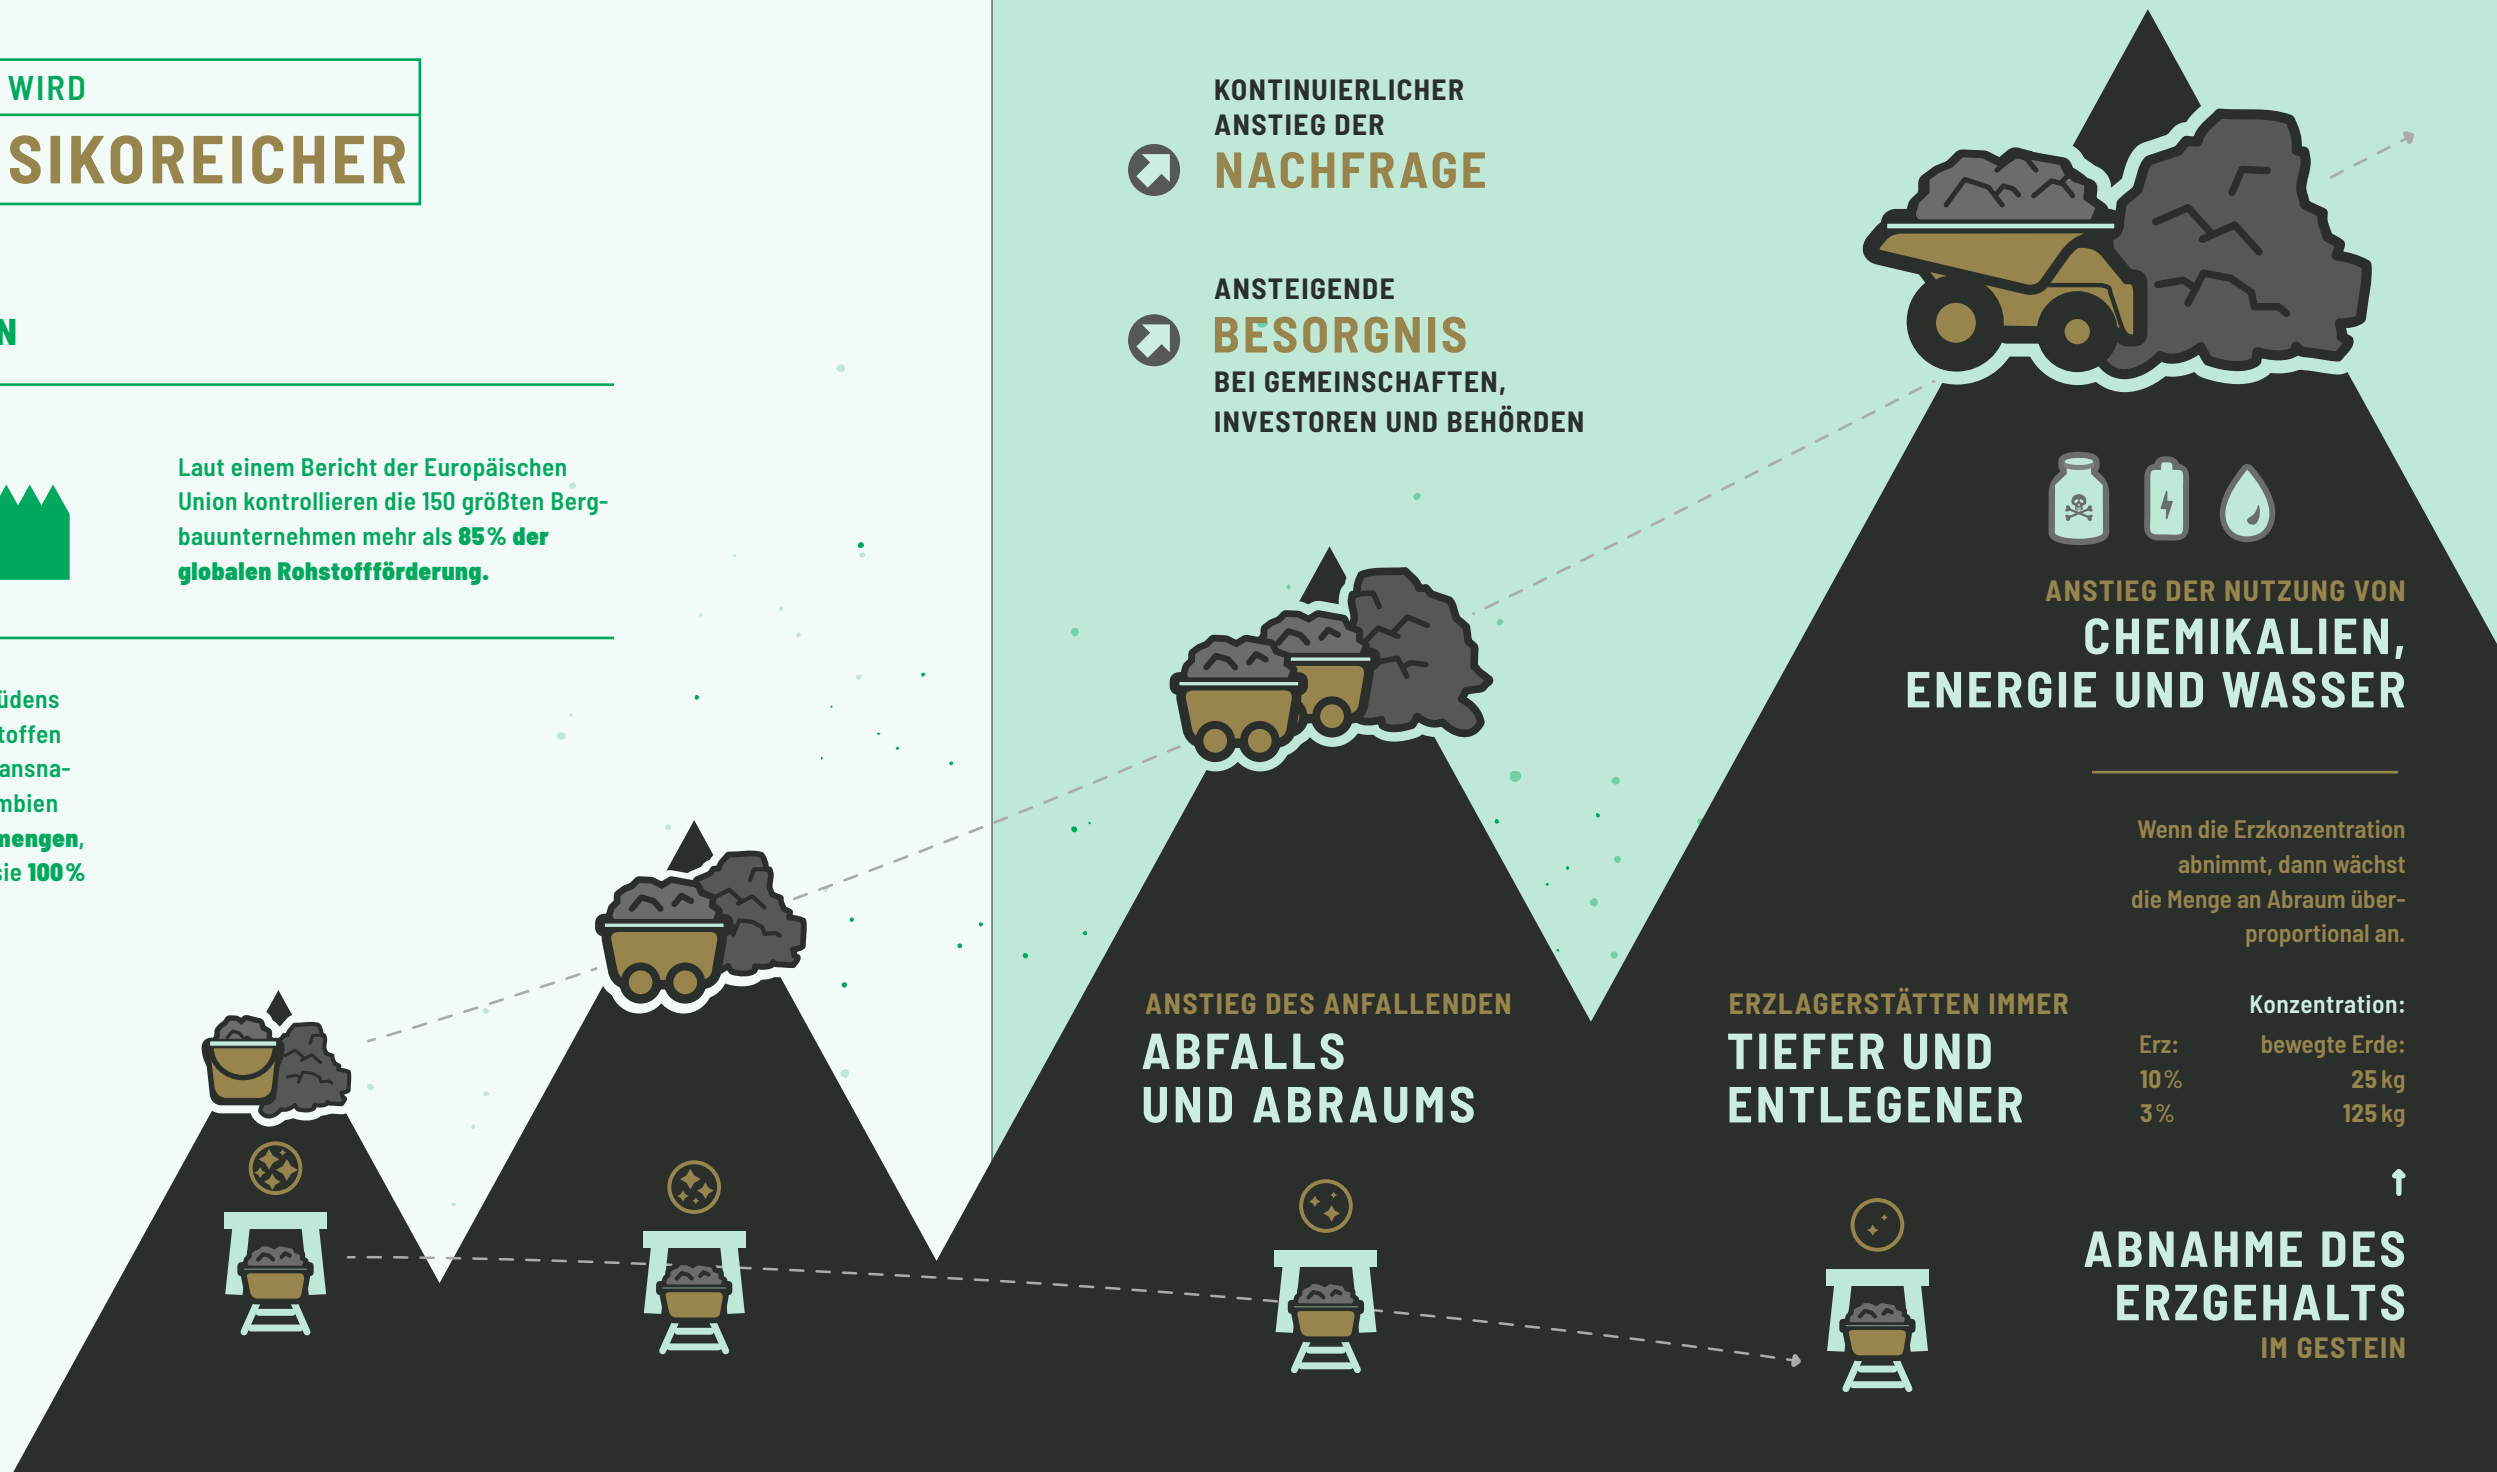 WIRD
SIKOREICHER
N
Laut einem Bericht der Europäischen
Union kontrollieren die 150 größten Berg-
bauunternehmen mehr als 85% der
globalen Rohstoffförderung.
üdens
toffen
ansna-
mbien
mengen,
sie 100%
KONTINUIERLICHER
ANSTIEG DER
NACHFRAGE
ANSTEIGENDE
BESORGNIS
BEI GEMEINSCHAFTEN,
INVESTOREN UND BEHÖRDEN
ANSTIEG DER NUTZUNG VON
CHEMIKALIEN,
ENERGIE UND WASSER
Wenn die Erzkonzentration
abnimmt, dann wächst
die Menge an Abraum über-
proportional an.
ANSTIEG DES ANFALLENDEN
ABFALLS
UND ABRAUMS
ERZLAGERSTÄTTEN IMMER
TIEFER UND
ENTLEGENER
Konzentration:
Erz: bewegte Erde:
10% 25 kg
3% 125 kg
ABNAHME DES
ERZGEHALTS
IM GESTEIN